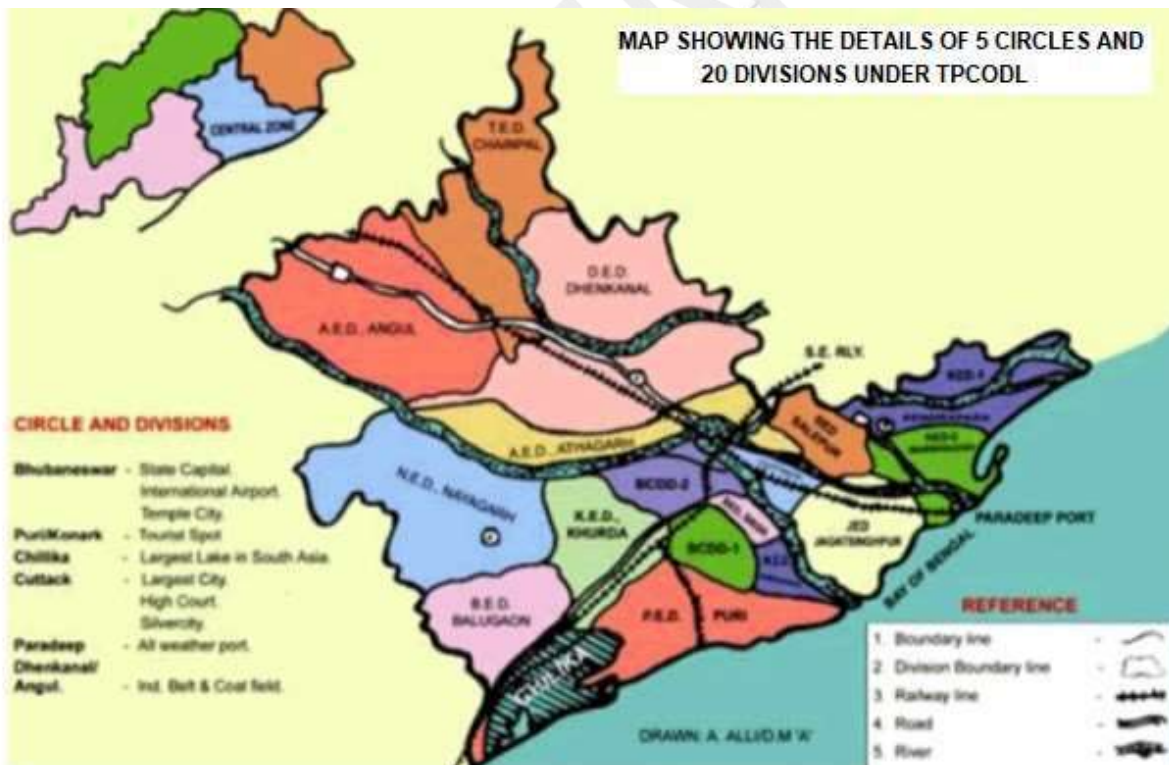 MAP SHOWING THE DETAILS OF 5 CIRCLES AND
20 DIVISIONS UNDER TPCODL
CENTRAL ZONE
T.E.D.
CHAINPAL
D.E.D.
DHENKANAL
A.E.D., ANGUL
S.E. RLY.
SALEPUR
A.E.D., ATHAGARH
N.E.D., NAYAGARH
BCDD-2
K.E.D.,
KHURDA
BCDD-1
JED
PARADEEP PORT
B.E.D.
BALUGAON
P.E.D. PURI
BAY OF BENGAL
CHILIKA
CIRCLE AND DIVISIONS
Bhubaneswar - State Capital.
International Airport.
Temple City.
Puri/Konark - Tourist Spot
Chillika - Largest Lake in South Asia.
Cuttack - Largest City.
High Court.
Silvercity.
Paradeep - All weather port.
Dhenkanal/
Angul. - Ind. Belt & Coal field.
REFERENCE
1. Boundary line -
2 Division Boundary line -
3. Railway line -
4. Road -
5. River -
DRAWN: A. ALLI/D.M 'A'